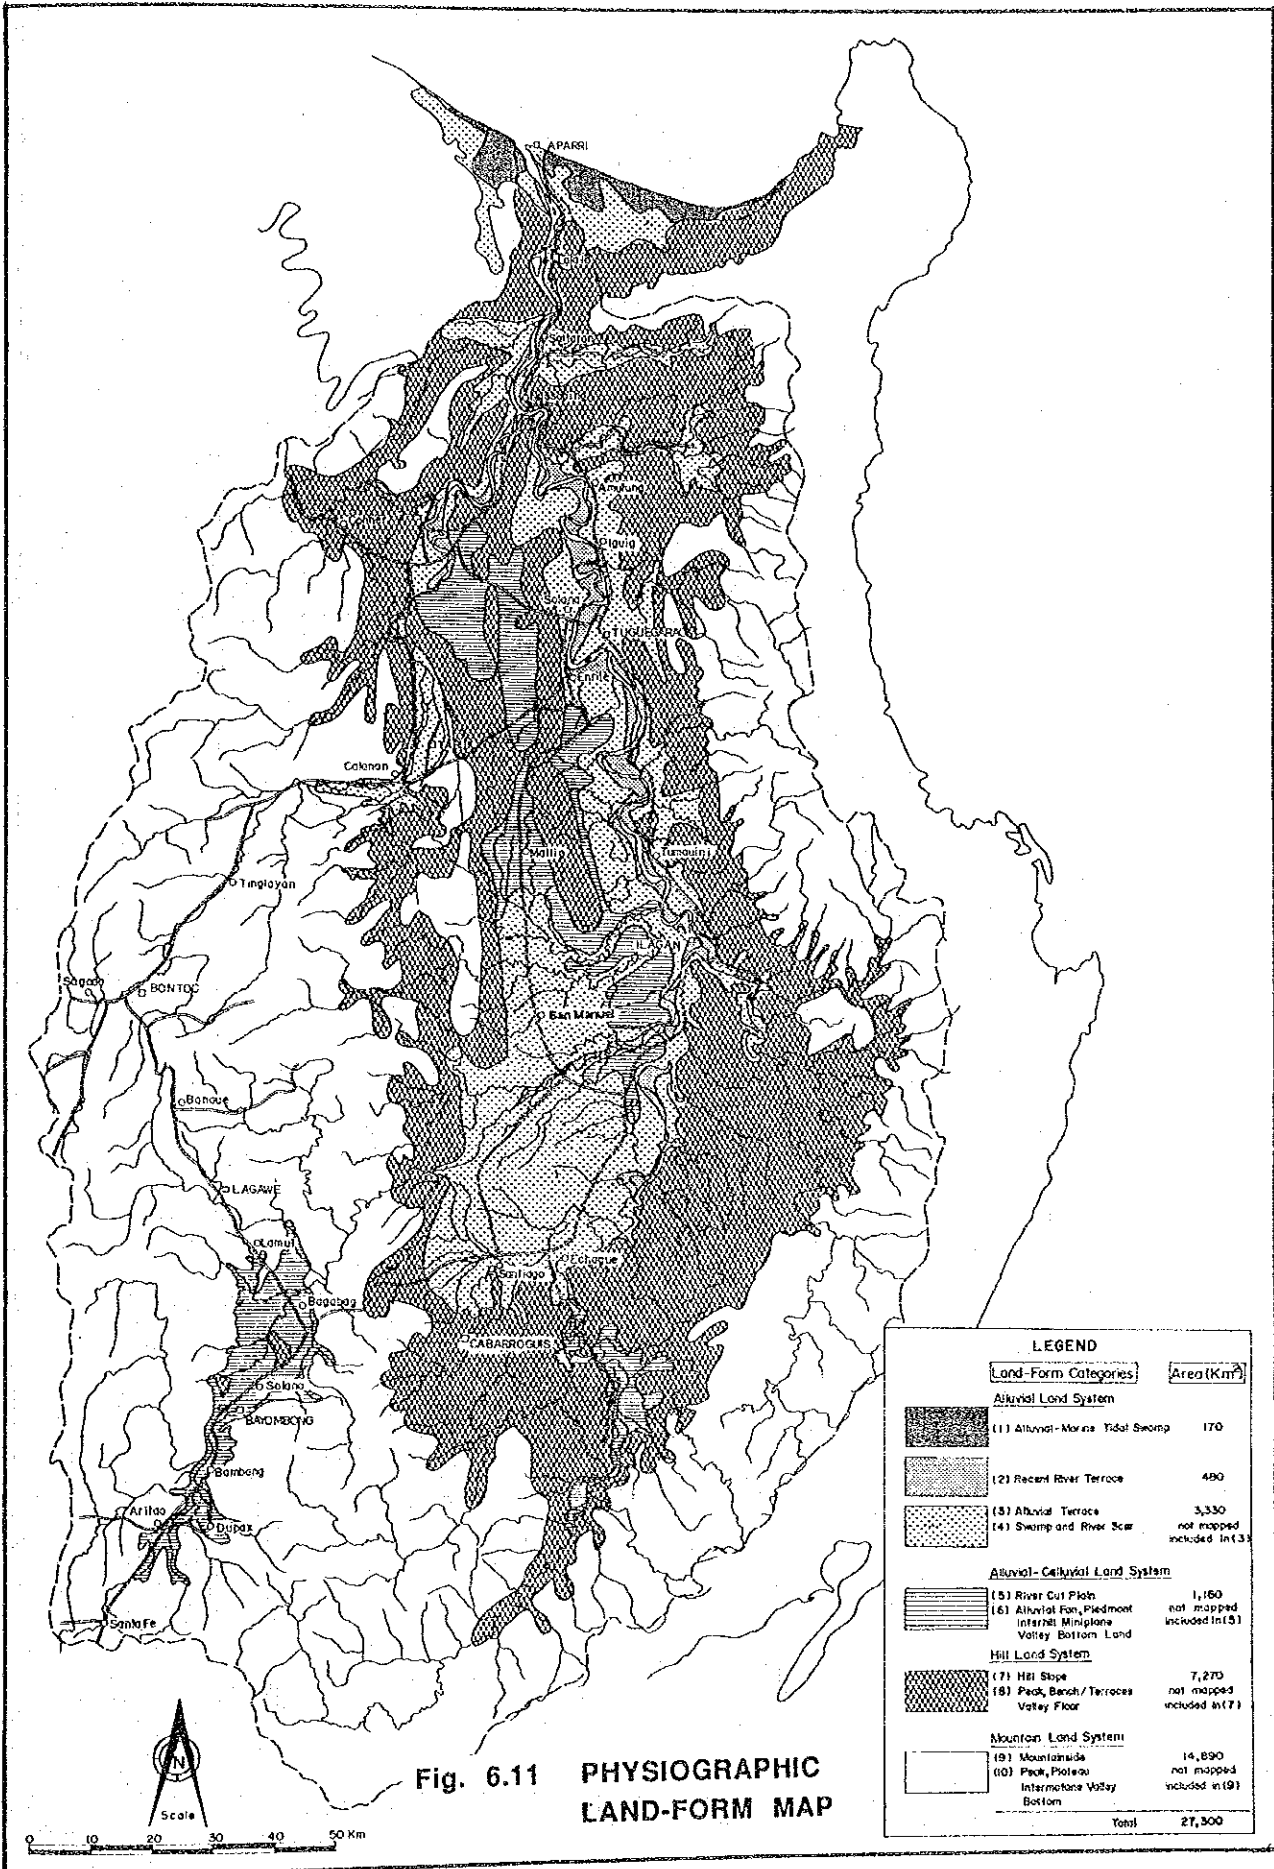 APARRI
Amulung
TUGUEGARAO
Enrile
Calanan
Mallig
Tumauini
Tinglayan
ILAGAN
Sagada
BONTOC
San Manuel
Banaue
LAGAWE
Lamut
Echague
Santiago
Bagabag
CABARROGUIS
Solano
BAYOMBONG
Bambang
Aritao
Dupax
Santa Fe
LEGEND
Land-Form Categories Area (Km²)
Alluvial Land System
(1) Alluvial-Marine Tidal Swamp 170
(2) Recent River Terrace 480
(3) Alluvial Terrace 3,330
(4) Swamp and River Scar not mapped
included in (3)
Alluvial-Colluvial Land System
(5) River Cut Plain 1,160
(6) Alluvial Fan, Piedmont not mapped
Interhill Miniplane included in (5)
Valley Bottom Land
Hill Land System
(7) Hill Slope 7,270
(8) Peak, Bench/Terraces not mapped
Valley Floor included in (7)
Mountain Land System
(9) Mountainside 14,890
(10) Peak, Plateau not mapped
Intermotane Valley included in (9)
Bottom
Total 27,300
N
Scale
0 10 20 30 40 50 Km
Fig. 6.11 PHYSIOGRAPHIC
LAND-FORM MAP